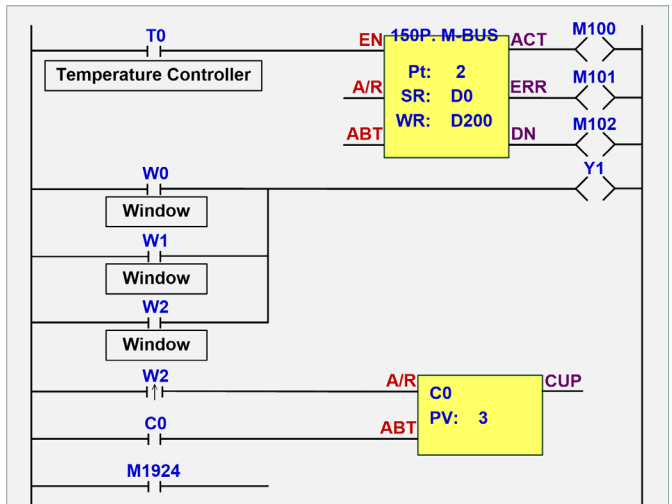 T0
Temperature Controller
EN
150P. M-BUS
ACT
M100
Pt: 2
A/R
SR: D0
ERR
M101
WR: D200
ABT
DN
M102
W0
Window
Y1
W1
Window
W2
Window
W2
A/R
C0
CUP
PV: 3
C0
ABT
M1924